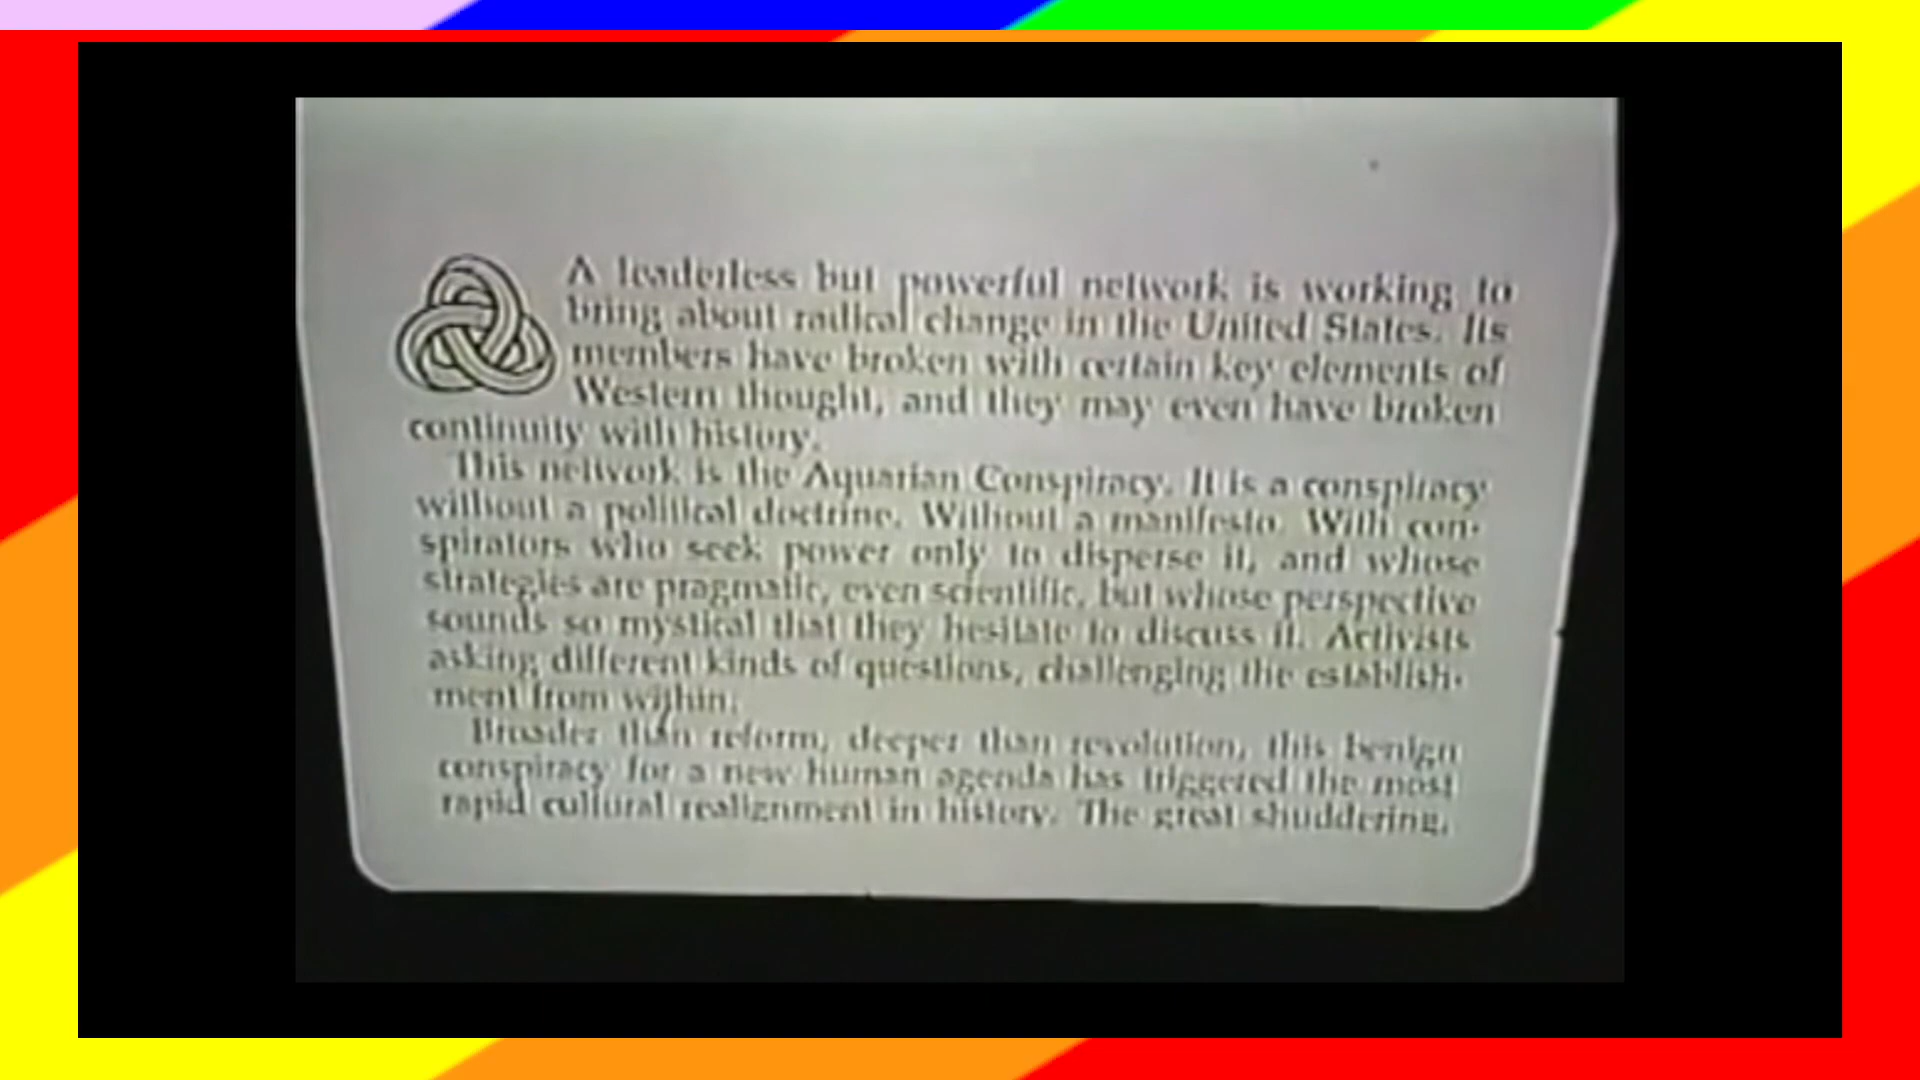 A leaderless but powerful network is working to
bring about radical change in the United States. Its
members have broken with certain key elements of
Western thought, and they may even have broken
continuity with history.
This network is the Aquarian Conspiracy. It is a conspiracy
without a political doctrine. Without a manifesto. With con-
spirators who seek power only to disperse it, and whose
strategies are pragmatic, even scientific, but whose perspective
sounds so mystical that they hesitate to discuss it. Activists
asking different kinds of questions, challenging the establish-
ment from within.
Broader than reform, deeper than revolution, this benign
conspiracy for a new human agenda has triggered the most
rapid cultural realignment in history. The great shuddering,